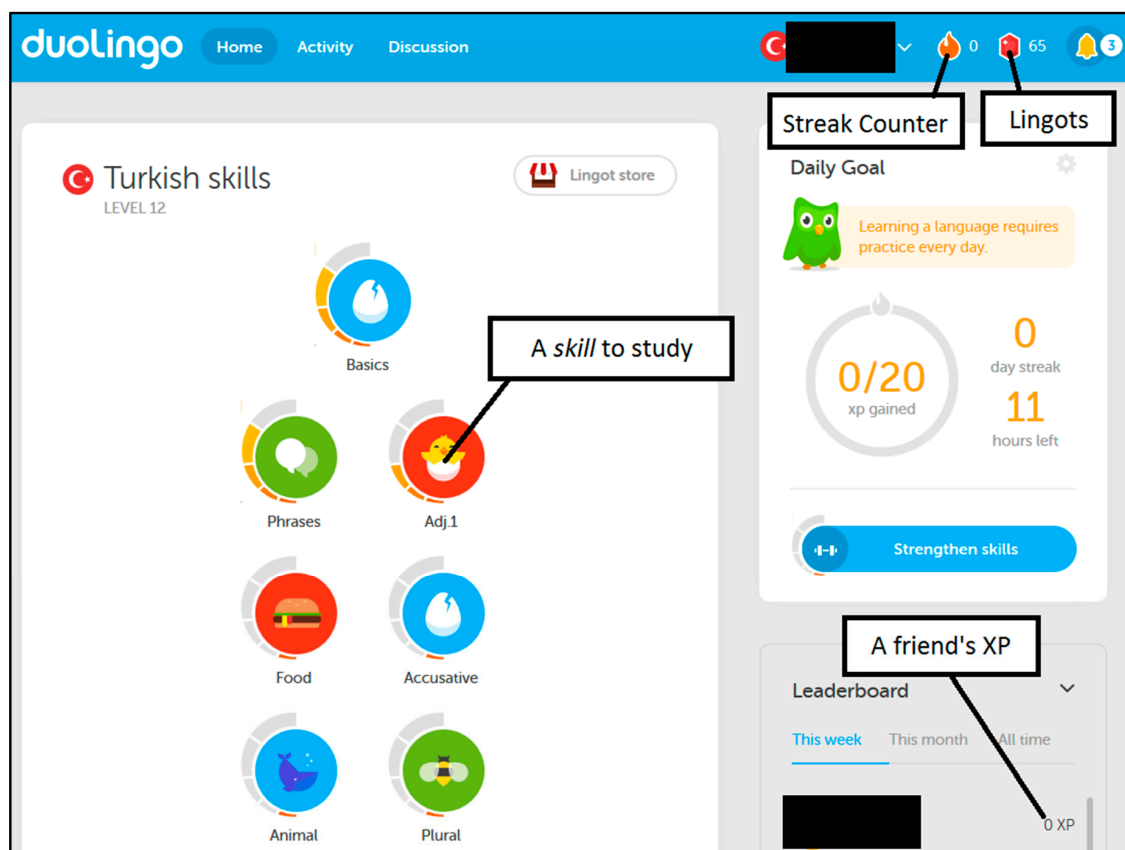 duolingo
Home
Activity
Discussion
0
65
3
Streak Counter
Lingots
Turkish skills
LEVEL 12
Lingot store
Basics
A skill to study
Phrases
Adj.1
Food
Accusative
Animal
Plural
Daily Goal
Learning a language requires
practice every day.
0/20
xp gained
0
day streak
11
hours left
Strengthen skills
A friend's XP
Leaderboard
This week
This month
All time
0 XP